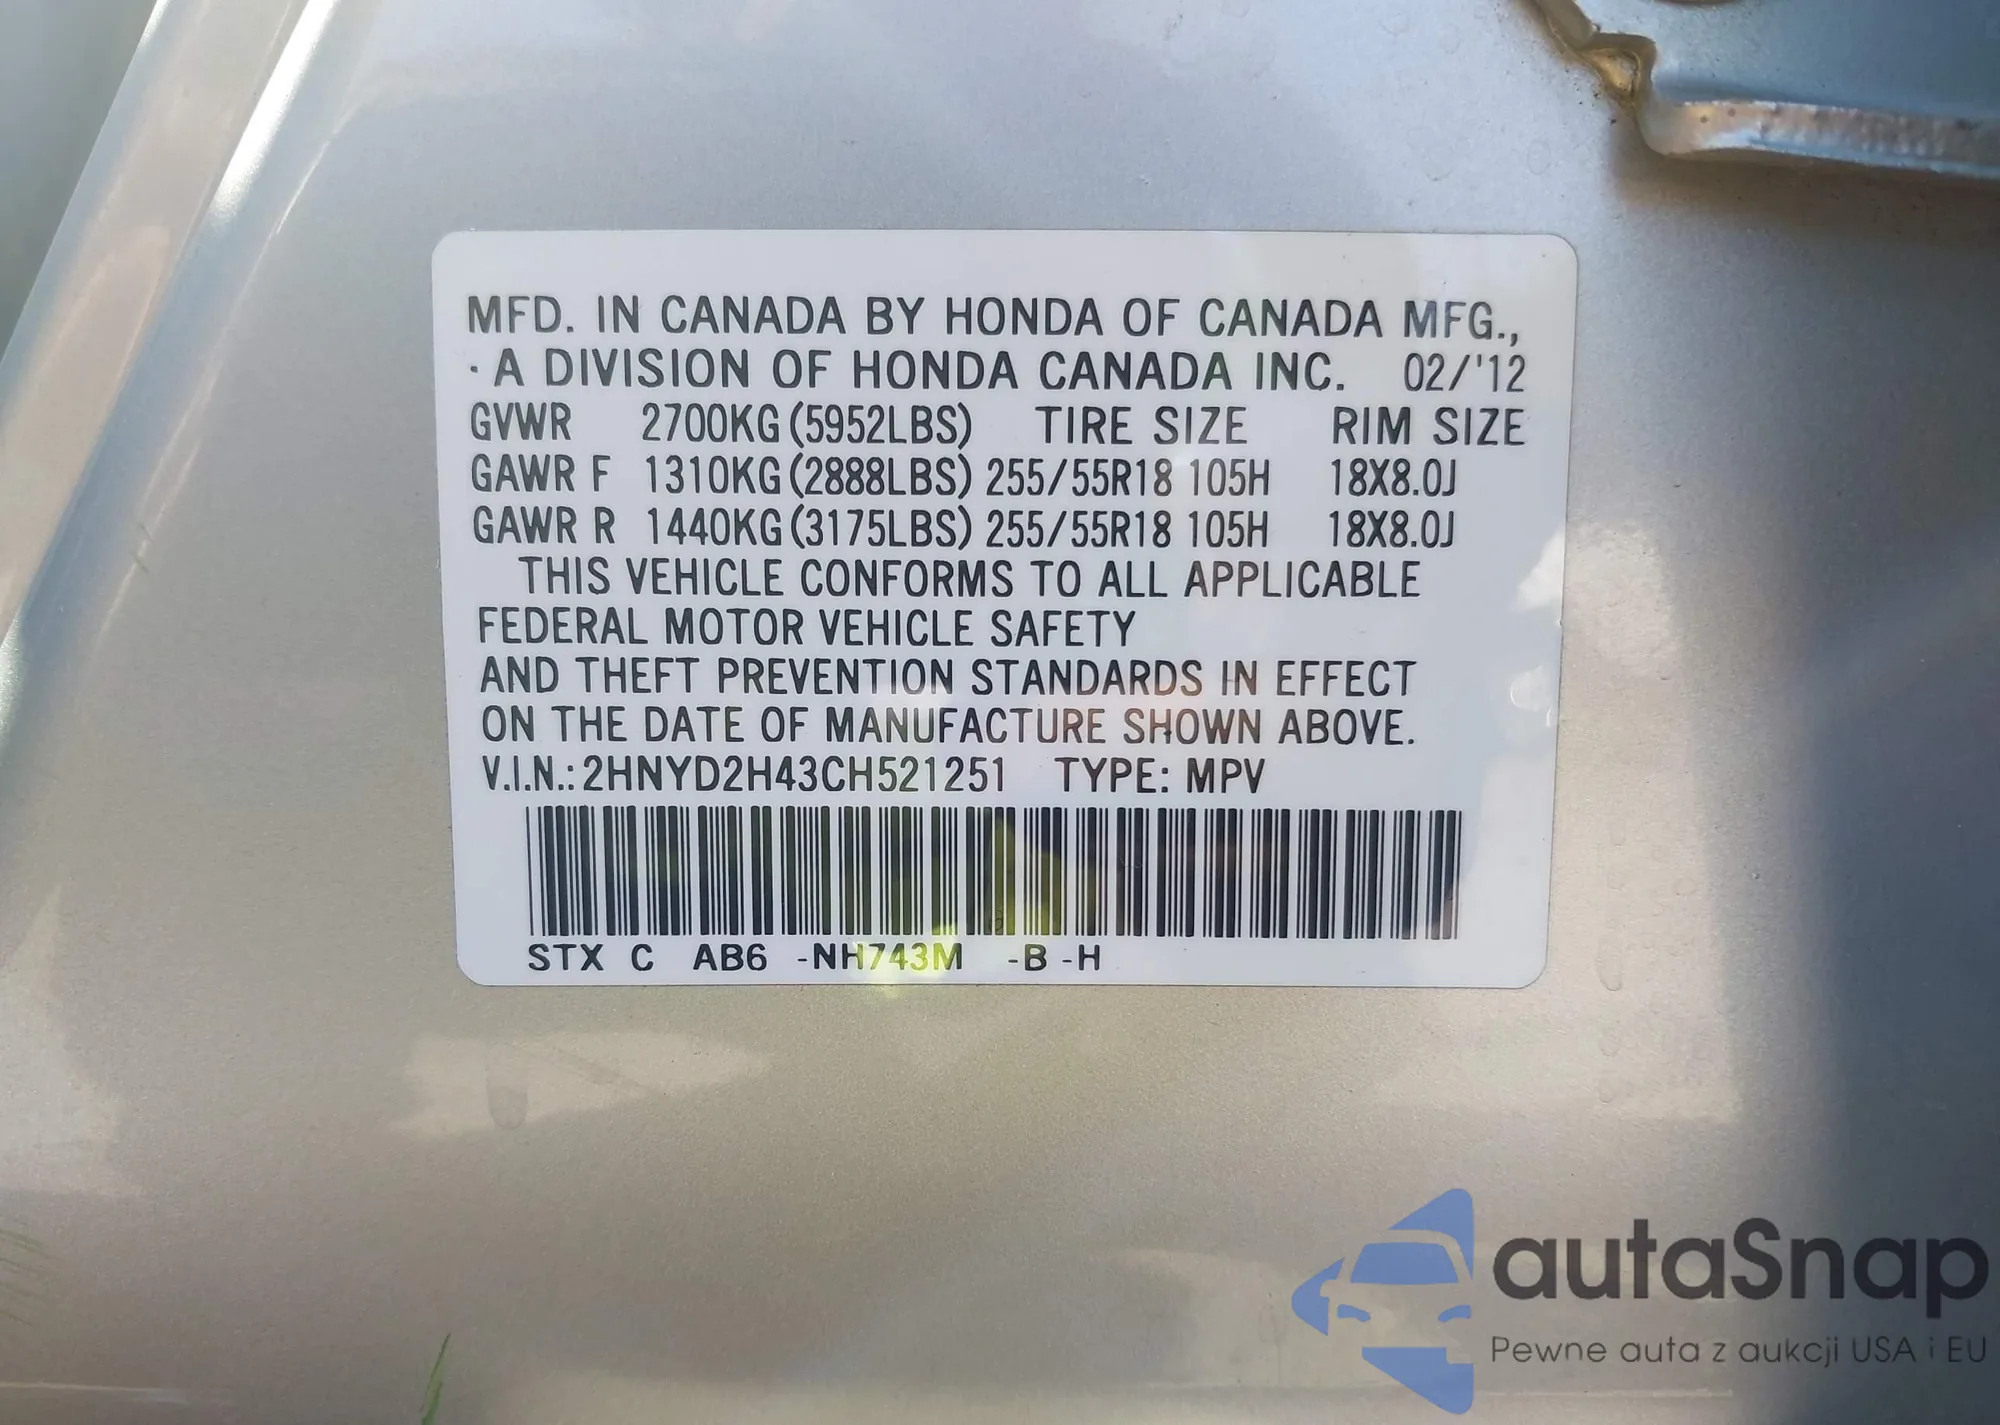 MFD. IN CANADA BY HONDA OF CANADA MFG.,
· A DIVISION OF HONDA CANADA INC. 02/'12
GVWR 2700KG (5952LBS) TIRE SIZE RIM SIZE
GAWR F 1310KG (2888LBS) 255/55R18 105H 18X8.0J
GAWR R 1440KG (3175LBS) 255/55R18 105H 18X8.0J
THIS VEHICLE CONFORMS TO ALL APPLICABLE
FEDERAL MOTOR VEHICLE SAFETY
AND THEFT PREVENTION STANDARDS IN EFFECT
ON THE DATE OF MANUFACTURE SHOWN ABOVE.
V.I.N.: 2HNYD2H43CH521251 TYPE: MPV
STX C AB6 -NH743M -B -H
autaSnap
Pewne auta z aukcji USA i EU